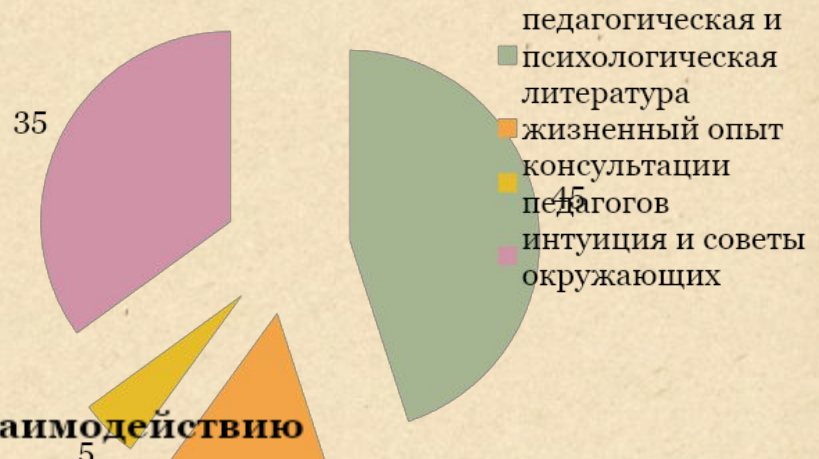 педагогическая и
психологическая
литература
жизненный опыт
консультации
педагогов
интуиция и советы
окружающих
35
45
аимодействию
5